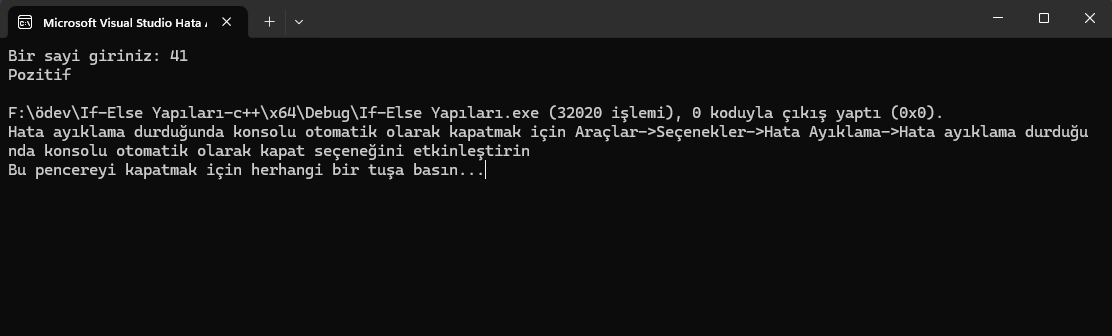 Microsoft Visual Studio Hata
Bir sayi giriniz: 41
Pozitif
F:\ödev\If-Else Yapıları-c++\x64\Debug\If-Else Yapıları.exe (32020 işlemi), 0 koduyla çıkış yaptı (0x0).
Hata ayıklama durduğunda konsolu otomatik olarak kapatmak için Araçlar->Seçenekler->Hata Ayıklama->Hata ayıklama durduğu
nda konsolu otomatik olarak kapat seçeneğini etkinleştirin
Bu pencereyi kapatmak için herhangi bir tuşa basın...